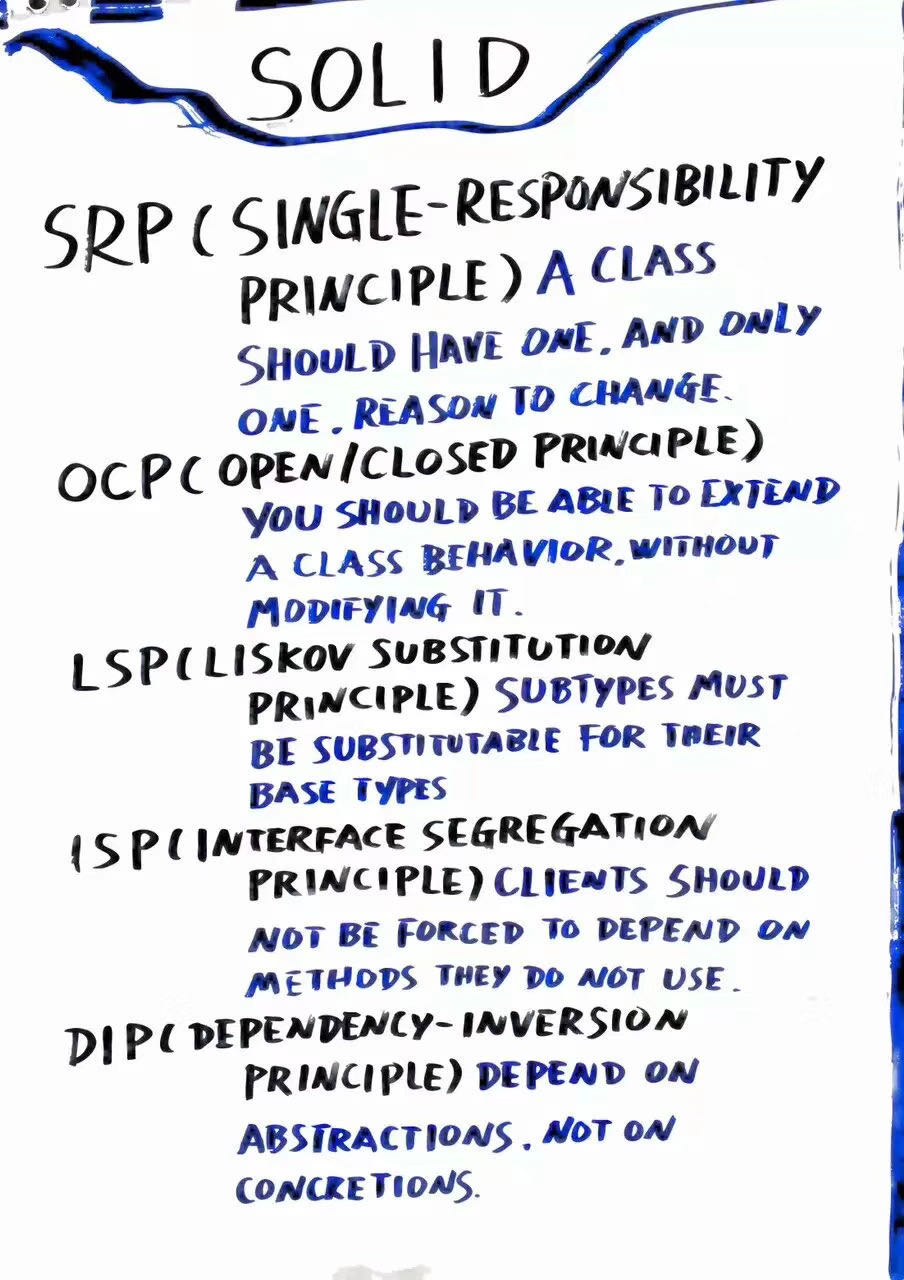 SOLID
SRP(SINGLE-RESPONSIBILITY
PRINCIPLE) A CLASS
SHOULD HAVE ONE. AND ONLY
ONE. REASON TO CHANGE.
OCP(OPEN/CLOSED PRINCIPLE)
YOU SHOULD BE ABLE TO EXTEND
A CLASS BEHAVIOR. WITHOUT
MODIFYING IT.
LSP(LISKOV SUBSTITUTION
PRINCIPLE) SUBTYPES MUST
BE SUBSTITUTABLE FOR THEIR
BASE TYPES
ISP(INTERFACE SEGREGATION
PRINCIPLE) CLIENTS SHOULD
NOT BE FORCED TO DEPEND ON
METHODS THEY DO NOT USE.
DIP(DEPENDENCY-INVERSION
PRINCIPLE) DEPEND ON
ABSTRACTIONS. NOT ON
CONCRETIONS.